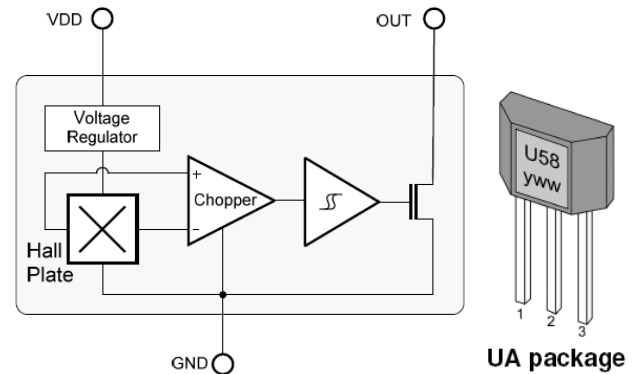 VDD
OUT
Voltage
Regulator
+
Chopper
-
Hall
Plate
GND
U58
yww
1
2
3
UA package